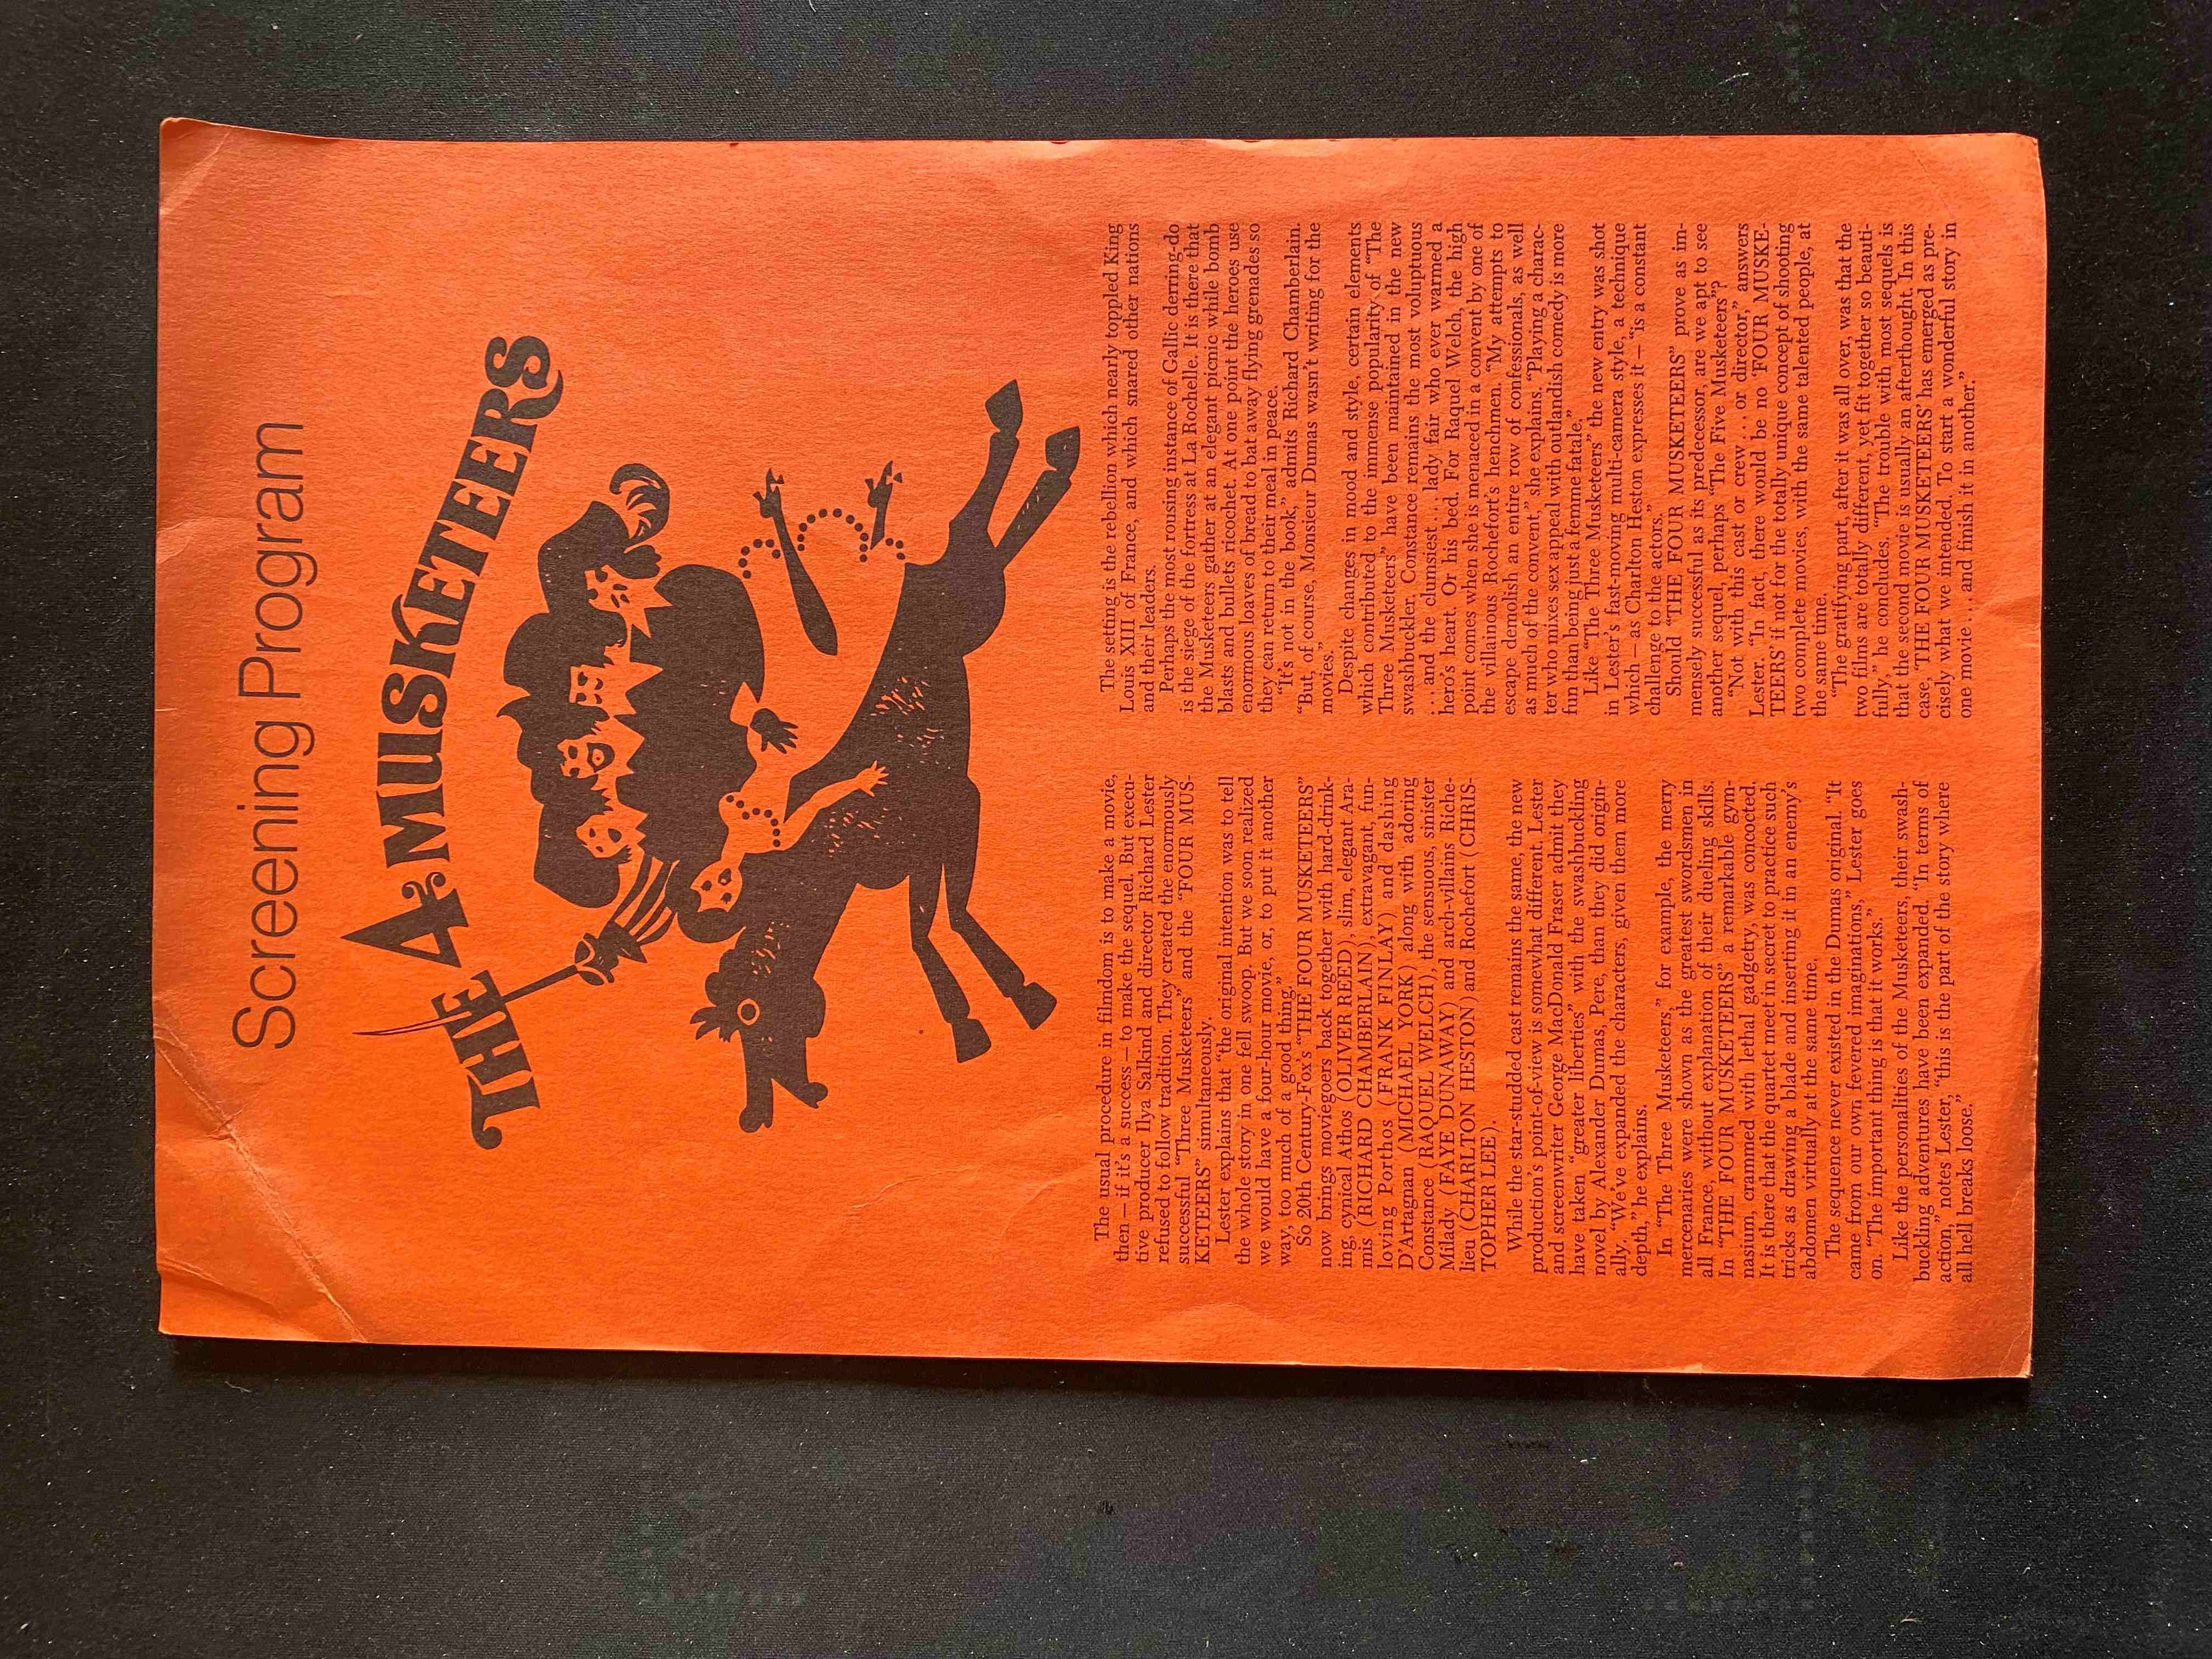 Screening Program
THE 4 MUSKETEERS
The usual procedure in filmdom is to make a movie,
then — if it's a success — to make the sequel. But execu-
tive producer Ilya Salkind and director Richard Lester
refused to follow tradition. They created the enormously
successful "Three Musketeers" and the "FOUR MUS-
KETEERS" simultaneously.
Lester explains that "the original intention was to tell
the whole story in one fell swoop. But we soon realized
we would have a four-hour movie, or, to put it another
way, too much of a good thing."
So 20th Century-Fox's "THE FOUR MUSKETEERS"
now brings moviegoers back together with hard-drink-
ing, cynical Athos (OLIVER REED), slim, elegant Ara-
mis (RICHARD CHAMBERLAIN), extravagant, fun-
loving Porthos (FRANK FINLAY) and dashing
D'Artagnan (MICHAEL YORK) along with adoring
Constance (RAQUEL WELCH), the sensuous, sinister
Milady (FAYE DUNAWAY) and arch-villains Riche-
lieu (CHARLTON HESTON) and Rochefort (CHRIS-
TOPHER LEE).
While the star-studded cast remains the same, the new
production's point-of-view is somewhat different. Lester
and screenwriter George MacDonald Fraser admit they
have taken "greater liberties" with the swashbuckling
novel by Alexander Dumas, Pere, than they did origin-
ally. "We've expanded the characters, given them more
depth," he explains.
In "The Three Musketeers," for example, the merry
mercenaries were shown as the greatest swordsmen in
all France, without explanation of their dueling skills.
In "THE FOUR MUSKETEERS" a remarkable gym-
nasium, crammed with lethal gadgetry, was concocted.
It is there that the quartet meet in secret to practice such
tricks as drawing a blade and inserting it in an enemy's
abdomen virtually at the same time.
The sequence never existed in the Dumas original. "It
came from our own fevered imaginations," Lester goes
on. "The important thing is that it works."
Like the personalities of the Musketeers, their swash-
buckling adventures have been expanded. "In terms of
action," notes Lester, "this is the part of the story where
all hell breaks loose."
The setting is the rebellion which nearly toppled King
Louis XIII of France, and which snared other nations
and their leaders.
Perhaps the most rousing instance of Gallic derring-do
is the siege of the fortress at La Rochelle. It is there that
the Musketeers gather at an elegant picnic while bomb
blasts and bullets ricochet. At one point the heroes use
enormous loaves of bread to bat away flying grenades so
they can return to their meal in peace.
"It's not in the book," admits Richard Chamberlain.
"But, of course, Monsieur Dumas wasn't writing for the
movies."
Despite changes in mood and style, certain elements
which contributed to the immense popularity of "The
Three Musketeers" have been maintained in the new
swashbuckler. Constance remains the most voluptuous
. . . and the clumsiest . . . lady fair who ever warmed a
hero's heart. Or his bed. For Raquel Welch, the high
point comes when she is menaced in a convent by one of
the villainous Rochefort's henchmen. "My attempts to
escape demolish an entire row of confessionals, as well
as much of the convent," she explains. "Playing a charac-
ter who mixes sex appeal with outlandish comedy is more
fun than being just a femme fatale."
Like "The Three Musketeers" the new entry was shot
in Lester's fast-moving multi-camera style, a technique
which — as Charlton Heston expresses it — "is a constant
challenge to the actors."
Should "THE FOUR MUSKETEERS" prove as im-
mensely successful as its predecessor, are we apt to see
another sequel, perhaps "The Five Musketeers"?
"Not with this cast or crew . . . or director," answers
Lester. "In fact, there would be no 'FOUR MUSKE-
TEERS' if not for the totally unique concept of shooting
two complete movies, with the same talented people, at
the same time.
"The gratifying part, after it was all over, was that the
two films are totally different, yet fit together so beauti-
fully," he concludes. "The trouble with most sequels is
that the second movie is usually an afterthought. In this
case, 'THE FOUR MUSKETEERS' has emerged as pre-
cisely what we intended. To start a wonderful story in
one movie . . . and finish it in another."